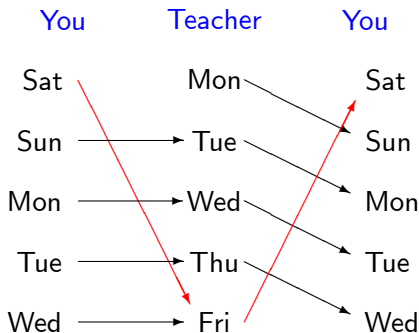 You Teacher You
Sat Mon Sat
Sun Tue Sun
Mon Wed Mon
Tue Thu Tue
Wed Fri Wed